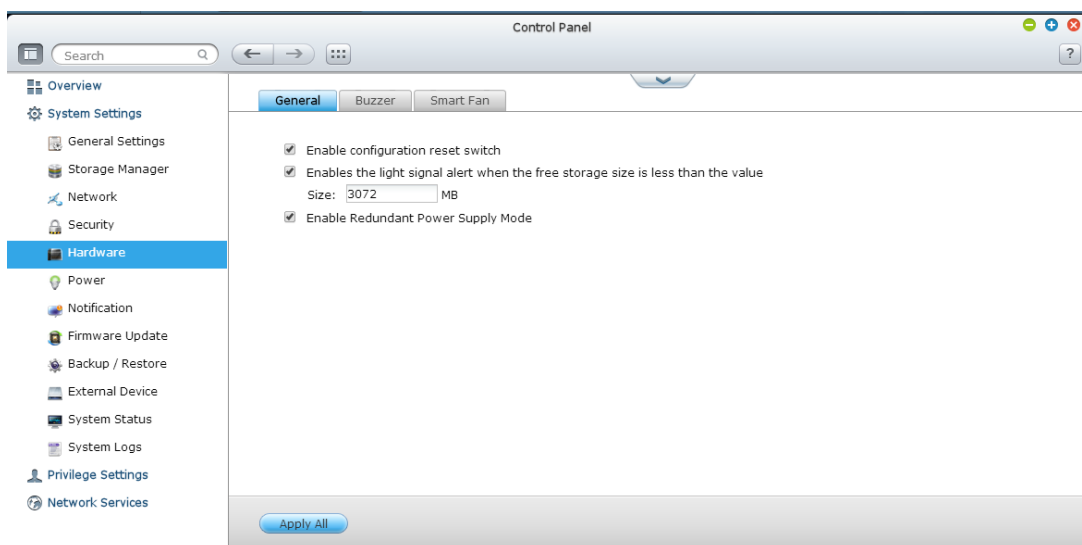 Control Panel
Search
?
Overview
System Settings
General Settings
Storage Manager
Network
Security
Hardware
Power
Notification
Firmware Update
Backup / Restore
External Device
System Status
System Logs
Privilege Settings
Network Services
General Buzzer Smart Fan
Enable configuration reset switch
Enables the light signal alert when the free storage size is less than the value
Size: 3072 MB
Enable Redundant Power Supply Mode
Apply All